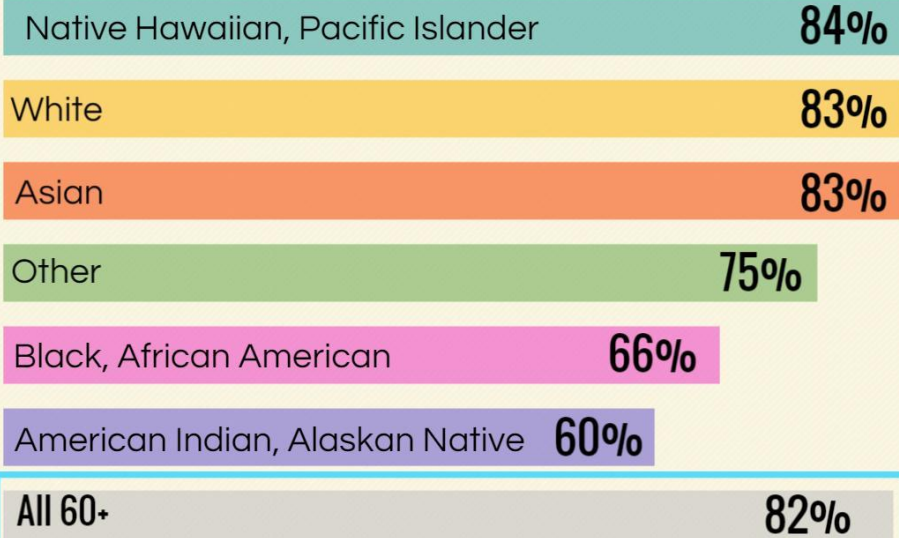 Native Hawaiian, Pacific Islander 84%
White 83%
Asian 83%
Other 75%
Black, African American 66%
American Indian, Alaskan Native 60%
All 60+ 82%